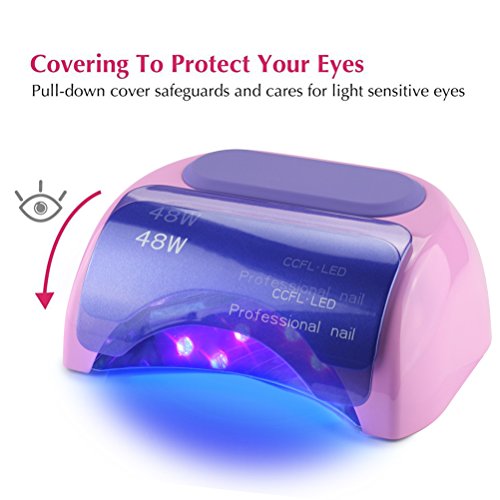 Covering To Protect Your Eyes
Pull-down cover safeguards and cares for light sensitive eyes
48W
48W
CCFL·LED
Professional nail
CCFL·LED
Professional nail